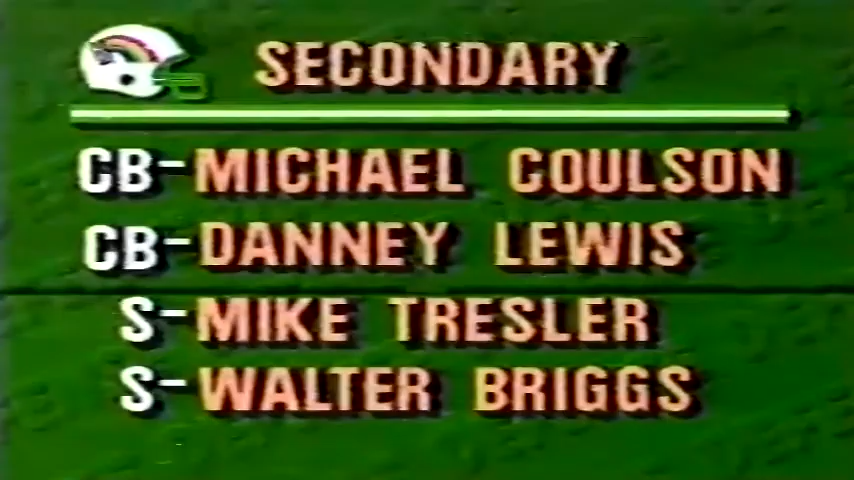 SECONDARY
CB-MICHAEL COULSON
CB-DANNEY LEWIS
S-MIKE TRESLER
S-WALTER BRIGGS